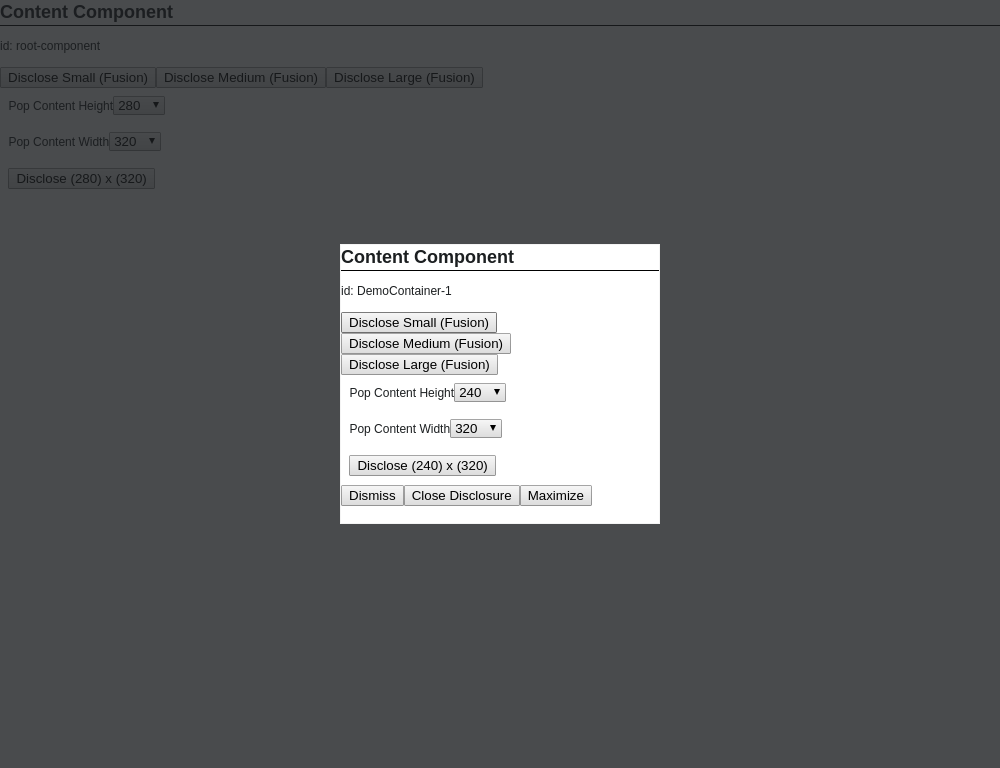 Content Component
id: root-component
Disclose Small (Fusion) Disclose Medium (Fusion) Disclose Large (Fusion)
Pop Content Height 280
Pop Content Width 320
Disclose (280) x (320)
Content Component
id: DemoContainer-1
Disclose Small (Fusion)
Disclose Medium (Fusion)
Disclose Large (Fusion)
Pop Content Height 240
Pop Content Width 320
Disclose (240) x (320)
Dismiss Close Disclosure Maximize